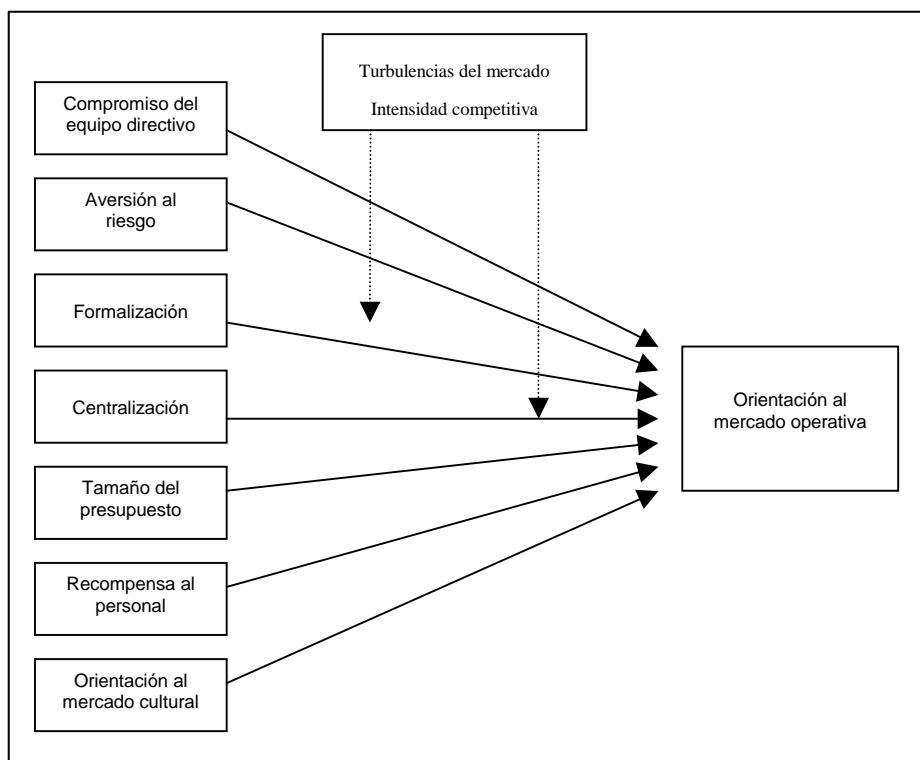 Turbulencias del mercado
Intensidad competitiva
Compromiso del
equipo directivo
Aversión al
riesgo
Formalización
Centralización
Tamaño del
presupuesto
Recompensa al
personal
Orientación al
mercado cultural
Orientación al
mercado operativa